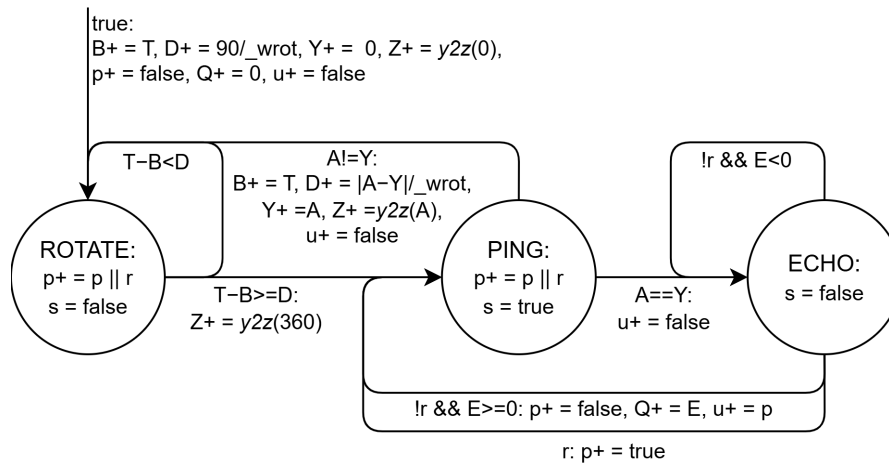 true:
B+ = T, D+ = 90/_wrot, Y+ = 0, Z+ = y2z(0),
p+ = false, Q+ = 0, u+ = false
T−B<D
A!=Y:
B+ = T, D+ = |A−Y|/_wrot,
Y+ =A, Z+ =y2z(A),
u+ = false
!r && E<0
ROTATE:
p+ = p || r
s = false
T−B>=D:
Z+ = y2z(360)
PING:
p+ = p || r
s = true
A==Y:
u+ = false
ECHO:
s = false
!r && E>=0: p+ = false, Q+ = E, u+ = p
r: p+ = true